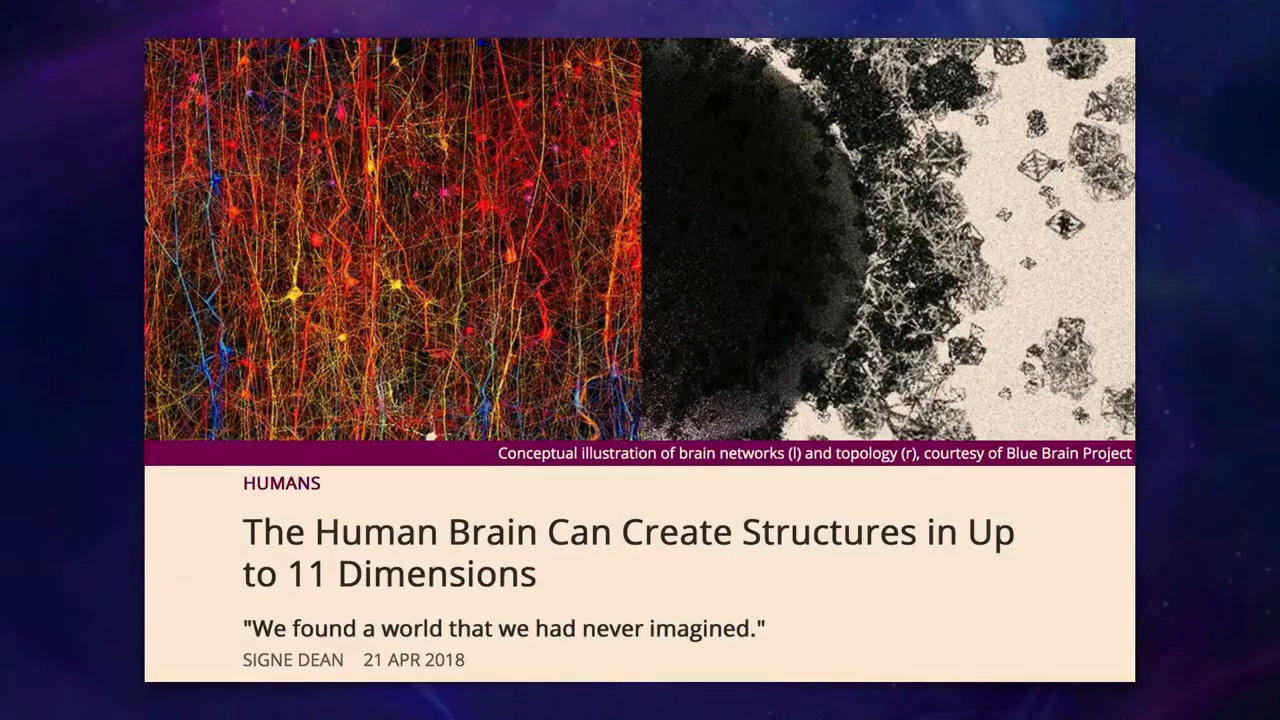 Conceptual illustration of brain networks (l) and topology (r), courtesy of Blue Brain Project
HUMANS
The Human Brain Can Create Structures in Up
to 11 Dimensions
"We found a world that we had never imagined."
SIGNE DEAN 21 APR 2018